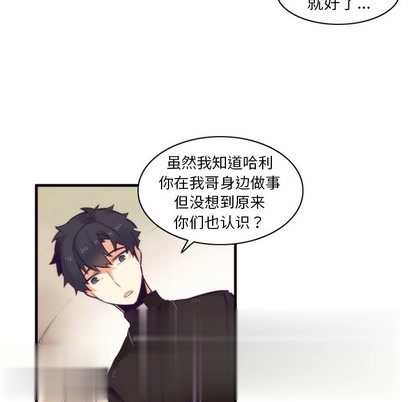 就好了...
虽然我知道哈利
你在我哥身边做事
但没想到原来
你们也认识？